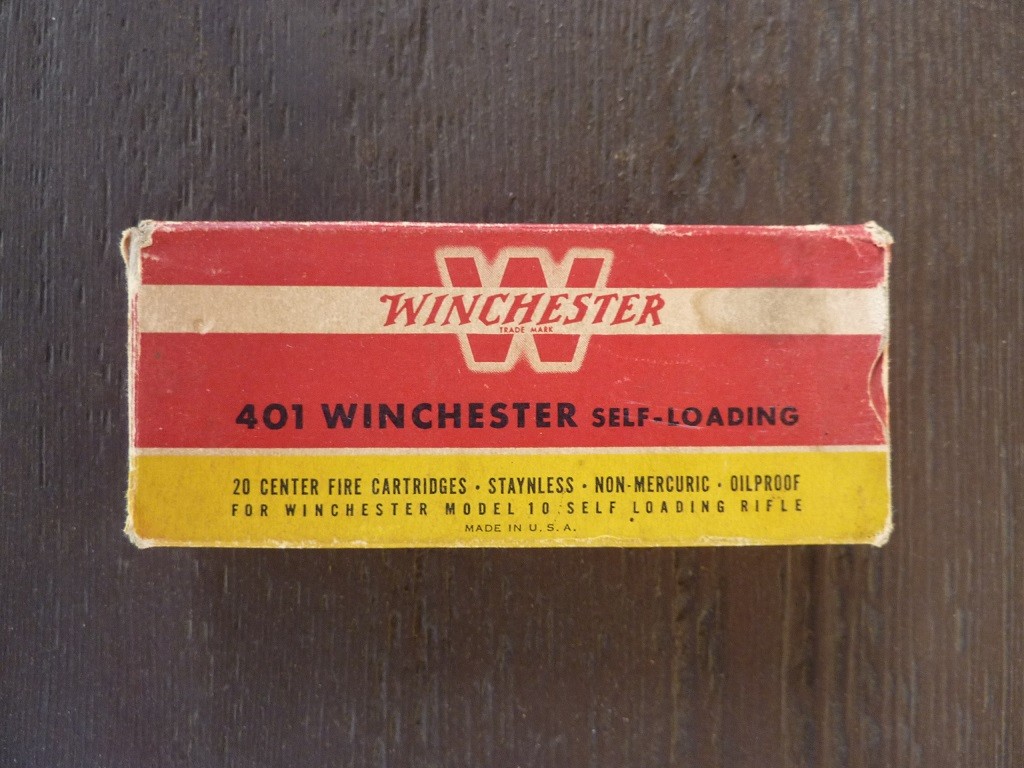 W
WINCHESTER
TRADE MARK
401 WINCHESTER SELF-LOADING
20 CENTER FIRE CARTRIDGES · STAYNLESS · NON-MERCURIC · OILPROOF
FOR WINCHESTER MODEL 10 SELF LOADING RIFLE
MADE IN U.S.A.